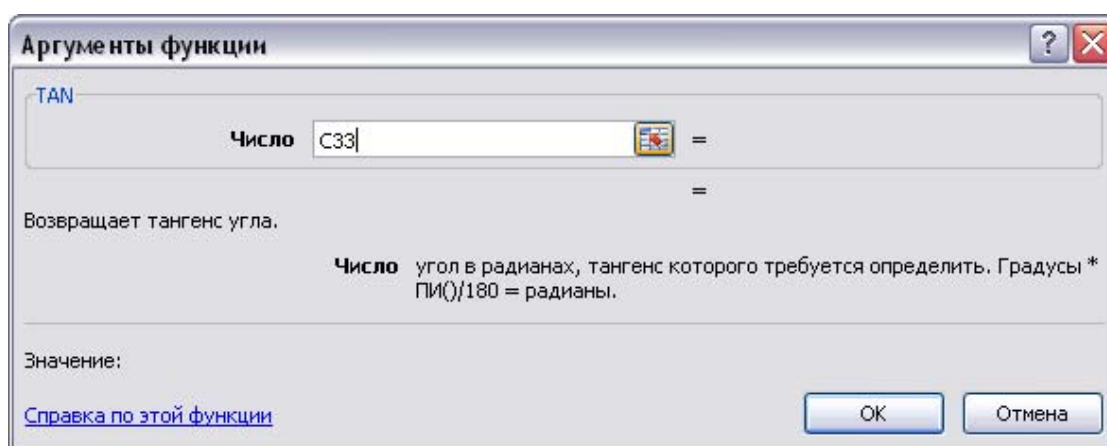 Аргументы функции
TAN
Число C33 =
=
Возвращает тангенс угла.
Число угол в радианах, тангенс которого требуется определить. Градусы *
ПИ()/180 = радианы.
Значение:
Справка по этой функции ОК Отмена